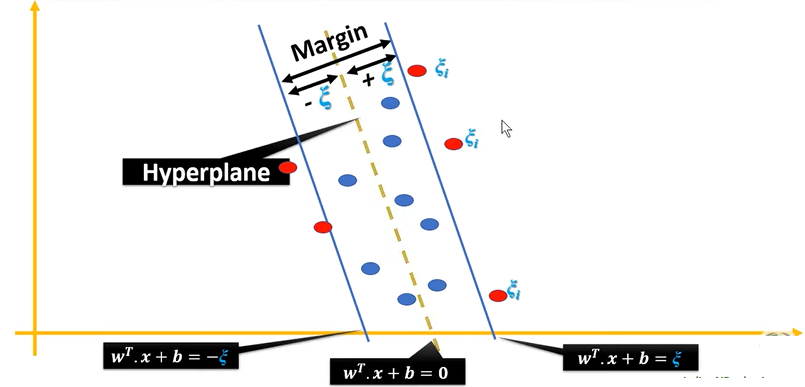 Margin
- ξ
+ ξ
ξᵢ
ξᵢ
Hyperplane
ξᵢ
wᵀ.x + b = -ξ
wᵀ.x + b = 0
wᵀ.x + b = ξ